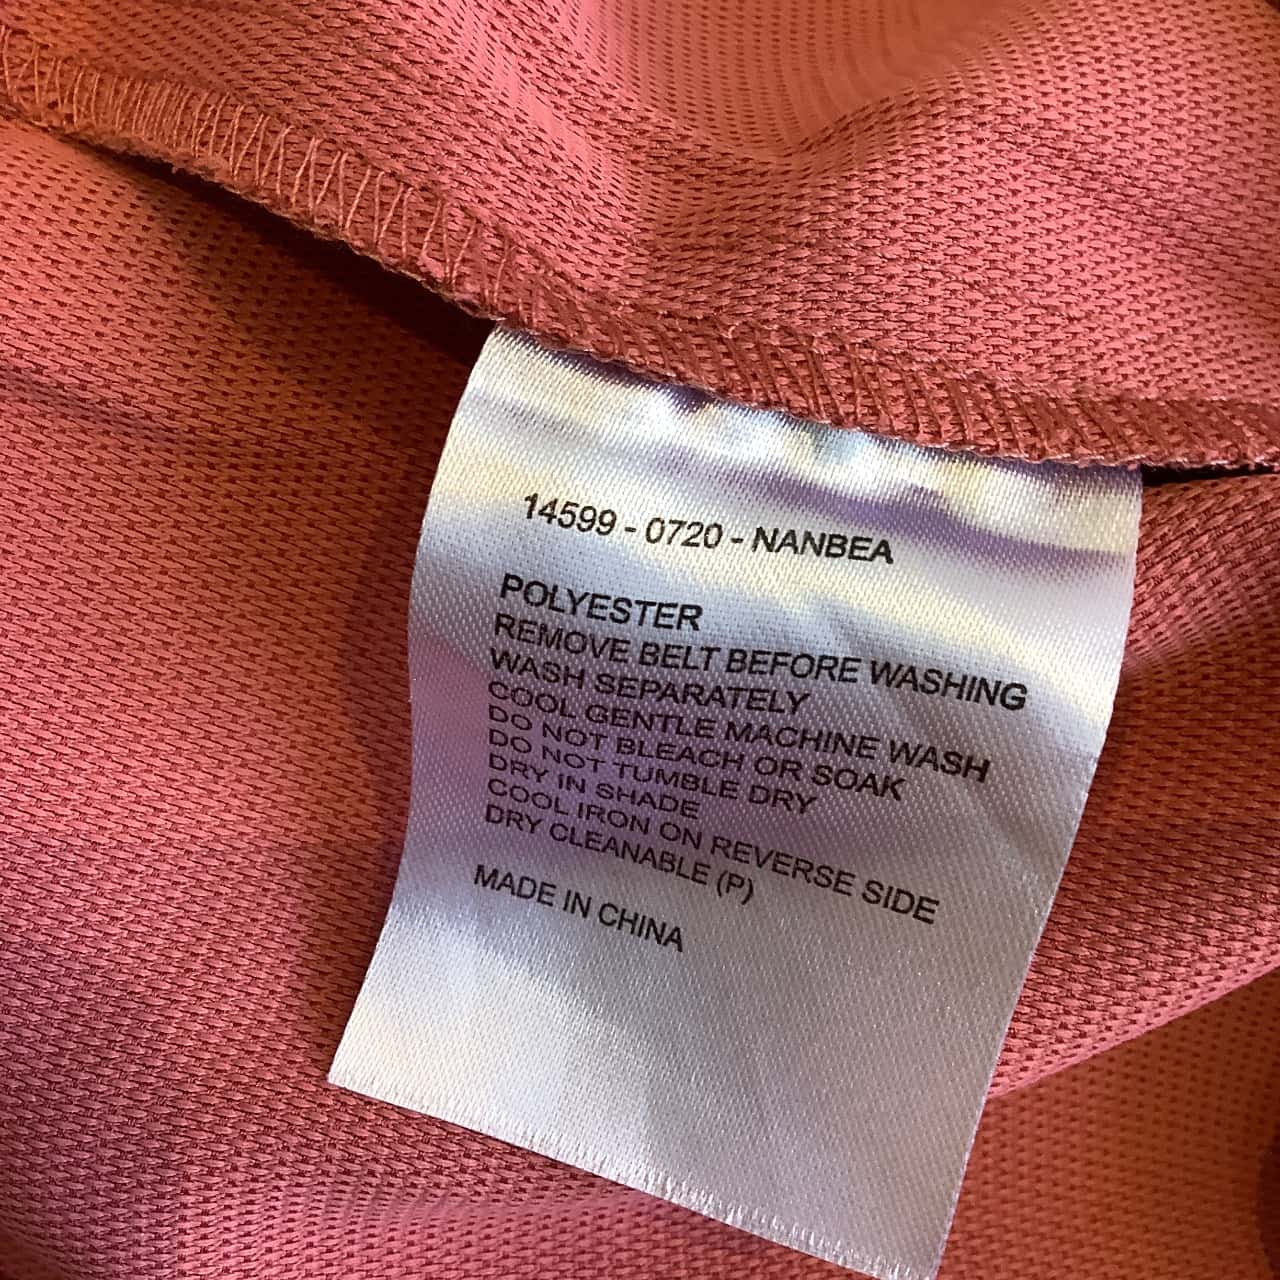 14599 - 0720 - NANBEA
POLYESTER
REMOVE BELT BEFORE WASHING
WASH SEPARATELY
COOL GENTLE MACHINE WASH
DO NOT BLEACH OR SOAK
DO NOT TUMBLE DRY
DRY IN SHADE
COOL IRON ON REVERSE SIDE
DRY CLEANABLE (P)
MADE IN CHINA